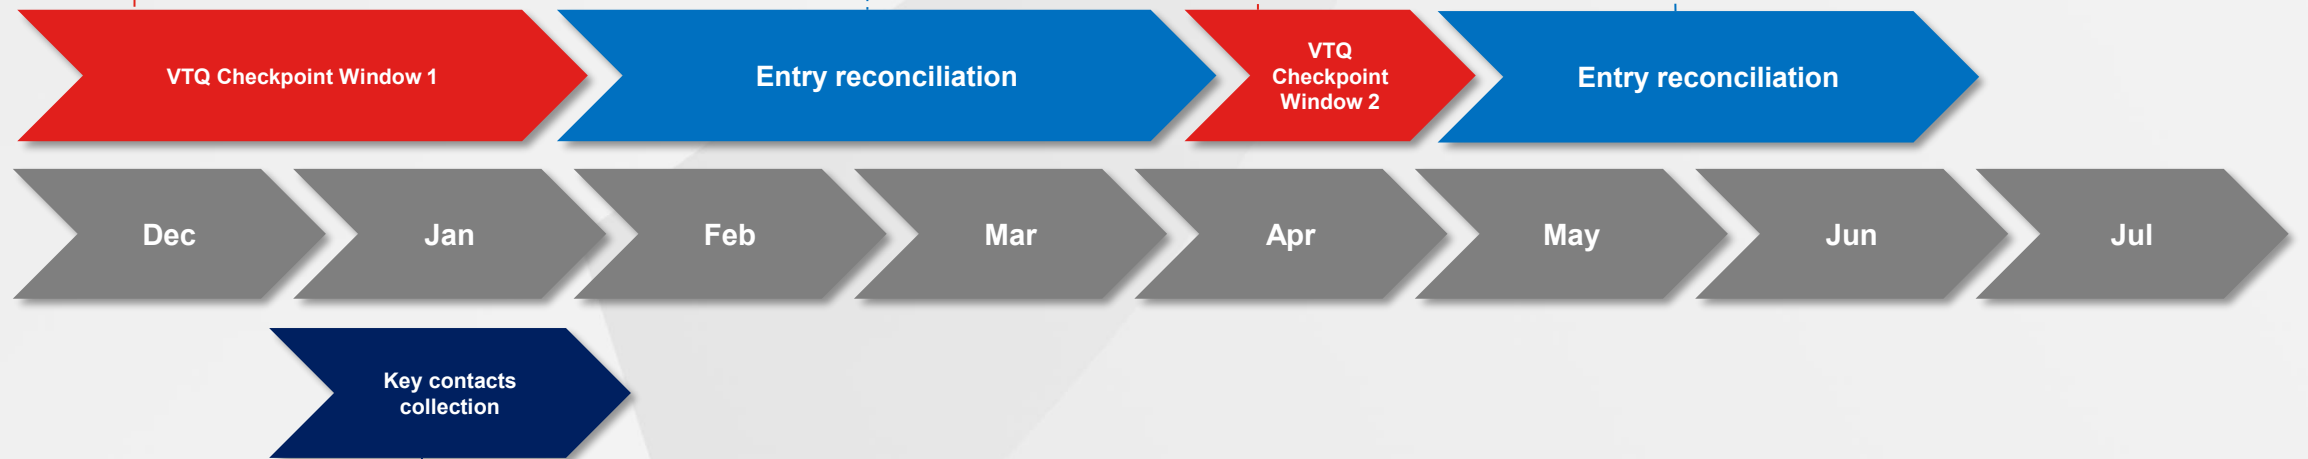 VTQ Checkpoint Window 1
Entry reconciliation
VTQ
Checkpoint
Window 2
Entry reconciliation
Dec
Jan
Feb
Mar
Apr
May
Jun
Jul
Key contacts
collection